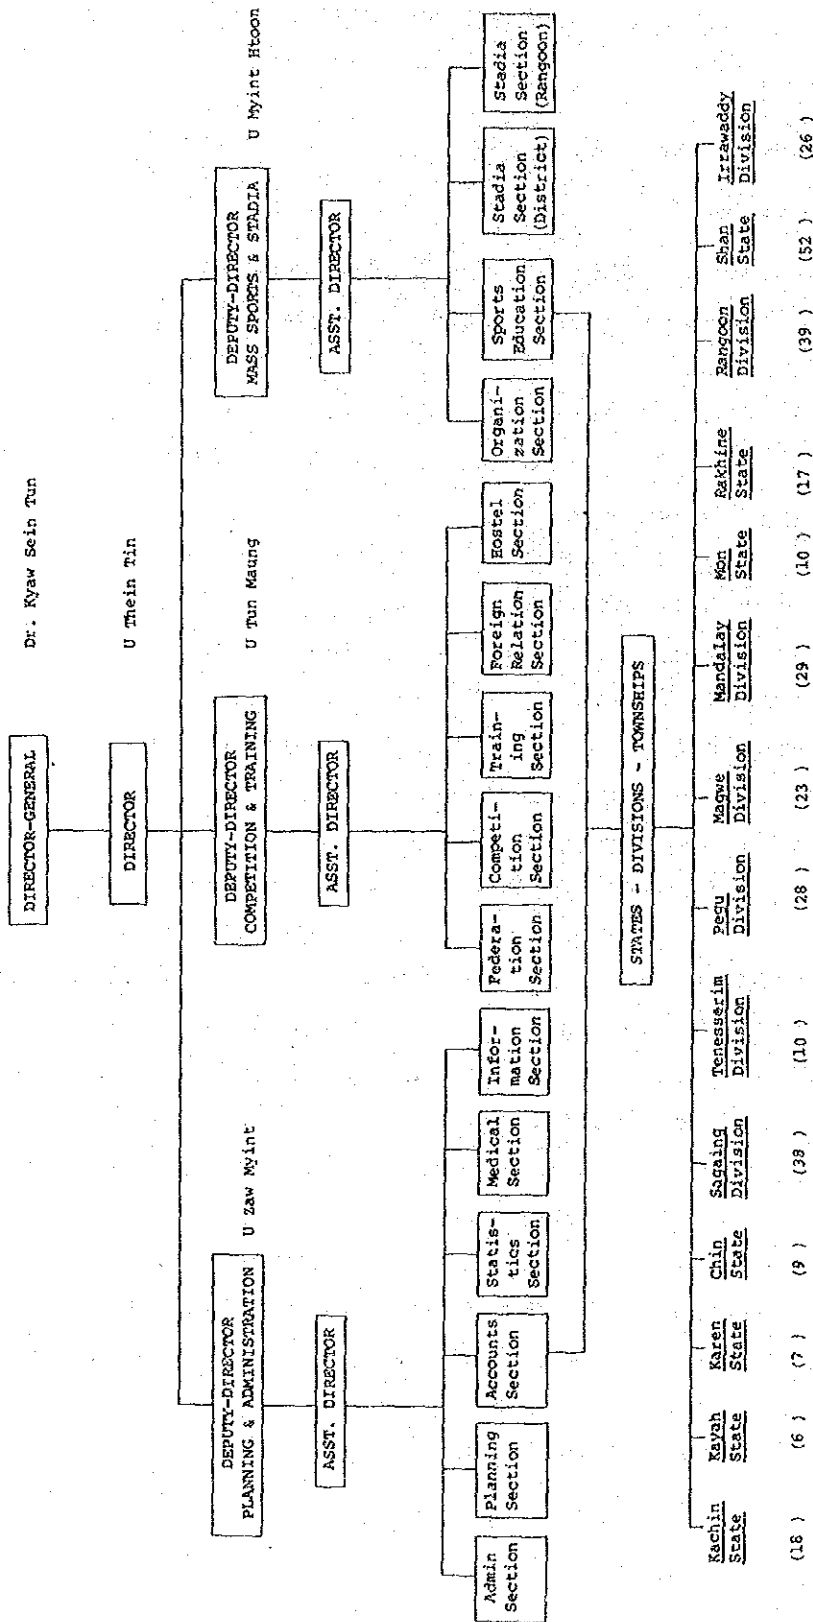 Dr. Kyaw Sein Tun
DIRECTOR-GENERAL
U Thein Tin
DIRECTOR
DEPUTY-DIRECTOR
PLANNING & ADMINISTRATION
U Zaw Myint
DEPUTY-DIRECTOR
COMPETITION & TRAINING
U Tun Maung
DEPUTY-DIRECTOR
MASS SPORTS & STADIA
U Myint Htoon
ASST. DIRECTOR
ASST. DIRECTOR
ASST. DIRECTOR
Admin
Section
Planning
Section
Accounts
Section
Statis-
tics
Section
Medical
Section
Infor-
mation
Section
Federa-
tion
Section
Competi-
tion
Section
Train-
ing
Section
Foreign
Relation
Section
Hostel
Section
Organi-
zation
Section
Sports
Education
Section
Stadia
Section
(District)
Stadia
Section
(Rangoon)
STATES - DIVISIONS - TOWNSHIPS
Kachin
State
(18 )
Kayah
State
(6 )
Karen
State
(7 )
Chin
State
(9 )
Sagaing
Division
(38 )
Tenesserim
Division
(10 )
Pegu
Division
(28 )
Magwe
Division
(23 )
Mandalay
Division
(29 )
Mon
State
(10 )
Rakhine
State
(17 )
Rangoon
Division
(39 )
Shan
State
(52 )
Irrawaddy
Division
(26 )